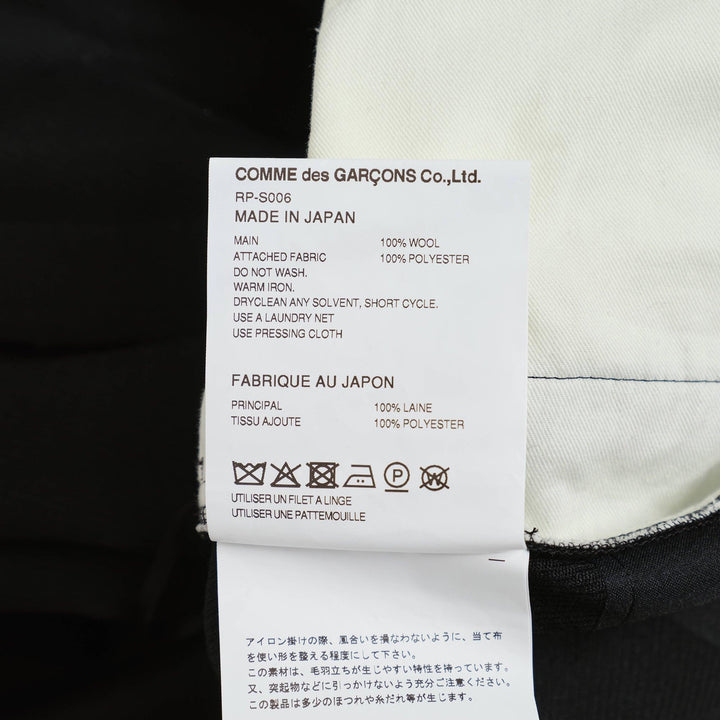 COMME des GARÇONS Co.,Ltd.
RP-S006
MADE IN JAPAN
MAIN 100% WOOL
ATTACHED FABRIC 100% POLYESTER
DO NOT WASH.
WARM IRON.
DRYCLEAN ANY SOLVENT, SHORT CYCLE.
USE A LAUNDRY NET
USE PRESSING CLOTH
FABRIQUE AU JAPON
PRINCIPAL 100% LAINE
TISSU AJOUTE 100% POLYESTER
P W
UTILISER UN FILET A LINGE
UTILISER UNE PATTEMOUILLE
アイロン掛けの際、風合いを損なわないように、当て布
を使い形を整える程度にして下さい。
この素材は、毛羽立ちが生じやすい特性を持っています。
又、突起物などに引っかけないよう充分ご注意ください。
この製品は多少のほつれや糸だれ等が生じます。